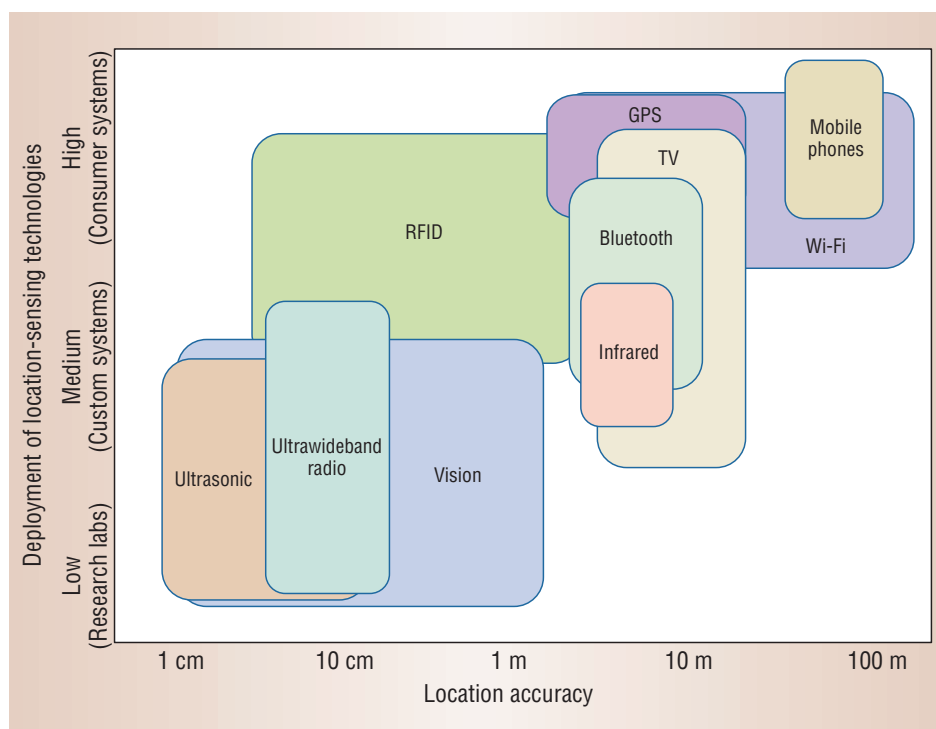 Deployment of location-sensing technologies
High
(Consumer systems)
Medium
(Custom systems)
Low
(Research labs)
GPS
Mobile
phones
TV
RFID
Bluetooth
Wi-Fi
Infrared
Ultrawideband
radio
Ultrasonic
Vision
1 cm
10 cm
1 m
10 m
100 m
Location accuracy